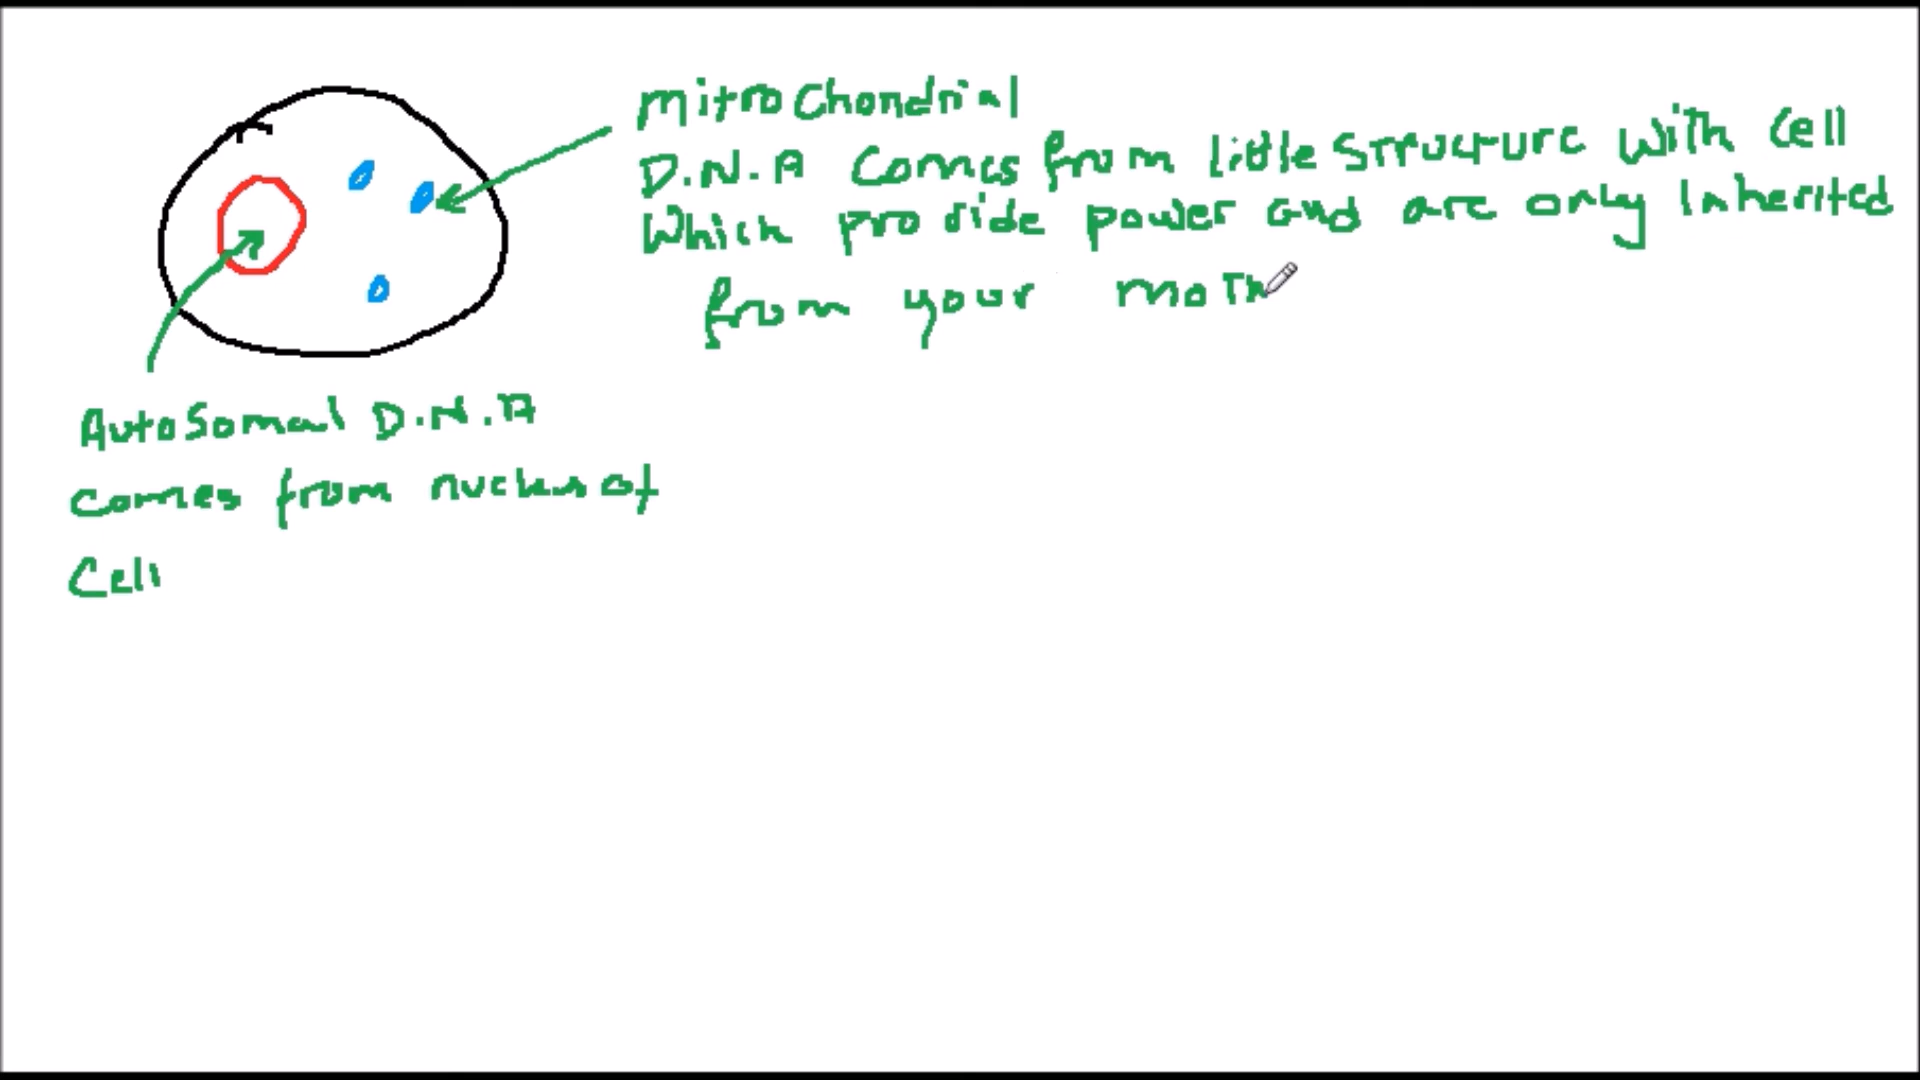 Mitrochondrial
D.N.A Comes from little structure with Cell
Which proside power and are only Inherited
from your moth
Autosomal D.N.A
comes from nucleus of
Cell